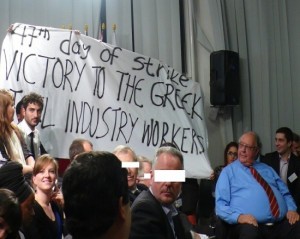 47th day of strike
VICTORY TO THE GREEK
INDUSTRY WORKERS